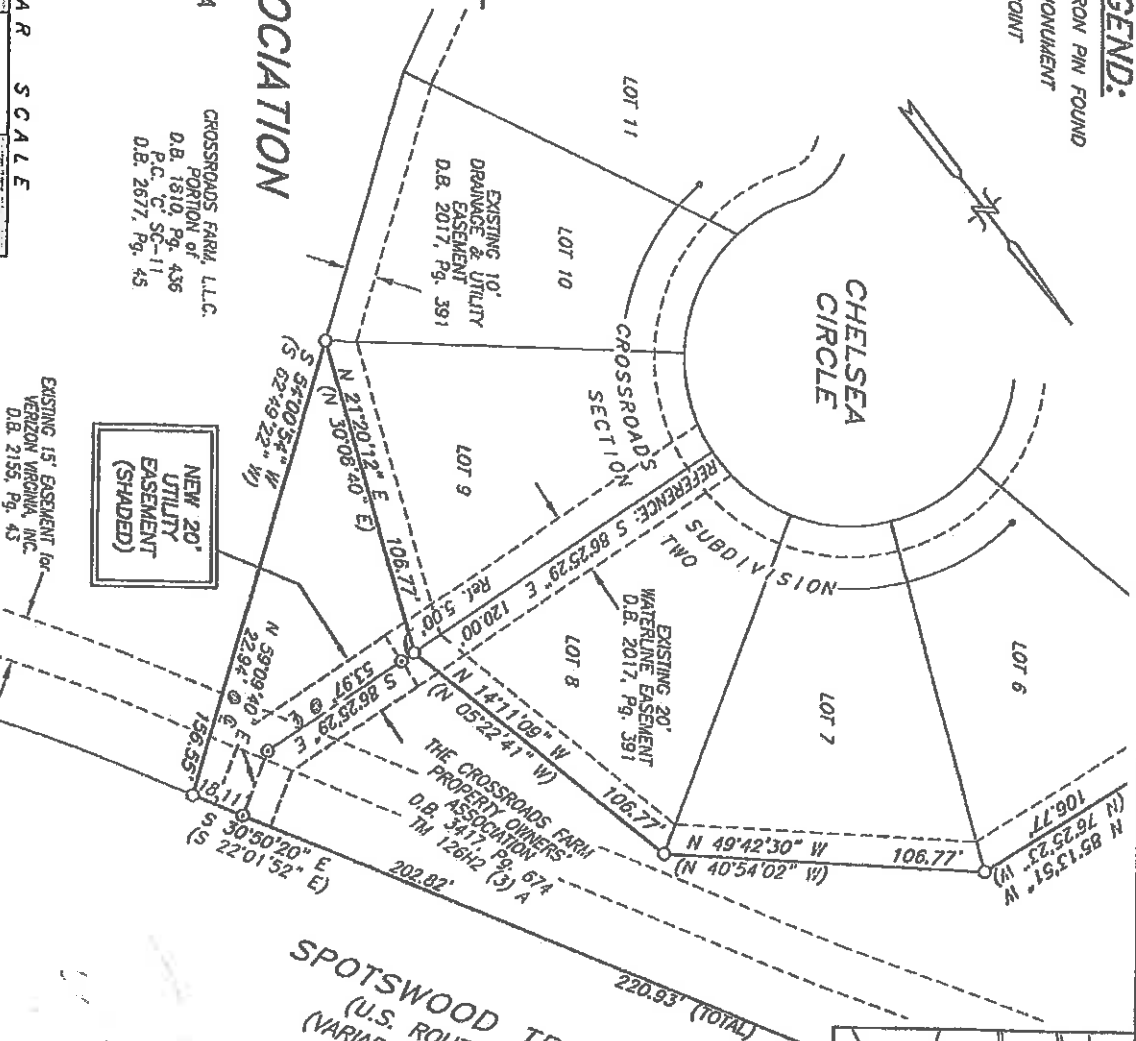 GEND:
RON PIN FOUND
MONUMENT
OINT
OCIATION
AR SCALE
A
CROSSROADS FARM, L.L.C.
PORTION of
D.B. 1810, Pg. 436
P.C. 'C' SC-11
D.B. 2677, Pg. 45
LOT 11
LOT 10
EXISTING 10'
DRAINAGE & UTILITY
EASEMENT
D.B. 2017, Pg. 391
CHELSEA
CIRCLE
CROSSROADS SUBDIVISION
SECTION TWO
LOT 9
LOT 8
LOT 7
LOT 6
REFERENCE: S 86°25'29" E 120.00'
Ref. 5.00'
EXISTING 20'
WATERLINE EASEMENT
D.B. 2017, Pg. 391
N 21°20'12" E 106.77'
(N 30°08'40" E)
S 54°00'54" W 156.55'
(S 62°49'22" W)
NEW 20'
UTILITY
EASEMENT
(SHADED)
EXISTING 15' EASEMENT for
VERIZON VIRGINIA, INC.
D.B. 2155, Pg. 43
S 86°25'29" E
53.97' @ ℄
N 59°09'40" E
22.94' @ ℄
18.11'
S 30°50'20" E
(S 22°01'52" E)
202.82'
220.93' (TOTAL)
THE CROSSROADS FARM
PROPERTY OWNERS'
ASSOCIATION
D.B. 3417, Pg. 674
TM 126H2 (3) A
N 14°11'09" W 106.77'
(N 05°22'41" W)
N 49°42'30" W 106.77'
(N 40°54'02" W)
N 85°13'51" W
(N 76°25'23" W)
106.77'
SPOTSWOOD TR
(U.S. ROUT
(VARIAB